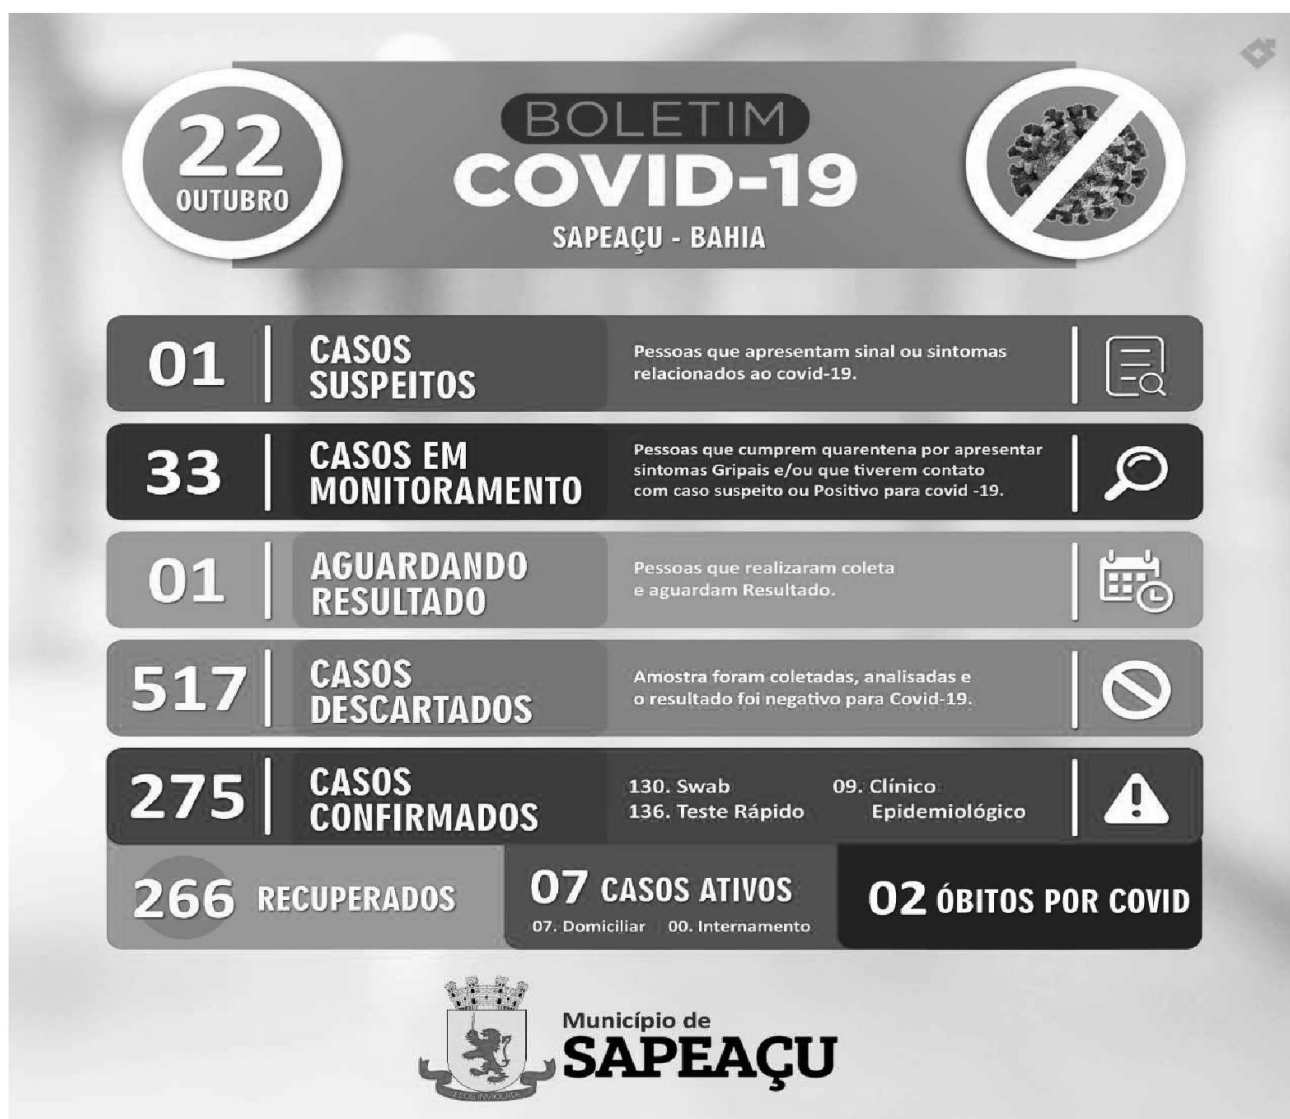 22
OUTUBRO
BOLETIM
COVID-19
SAPEAÇU - BAHIA
01
CASOS
SUSPEITOS
Pessoas que apresentam sinal ou sintomas
relacionados ao covid-19.
33
CASOS EM
MONITORAMENTO
Pessoas que cumprem quarentena por apresentar
sintomas Gripais e/ou que tiverem contato
com caso suspeito ou Positivo para covid -19.
01
AGUARDANDO
RESULTADO
Pessoas que realizaram coleta
e aguardam Resultado.
517
CASOS
DESCARTADOS
Amostra foram coletadas, analisadas e
o resultado foi negativo para Covid-19.
275
CASOS
CONFIRMADOS
130. Swab
136. Teste Rápido
09. Clínico
Epidemiológico
266 RECUPERADOS
07 CASOS ATIVOS
07. Domiciliar 00. Internamento
02 ÓBITOS POR COVID
Município de
SAPEAÇU